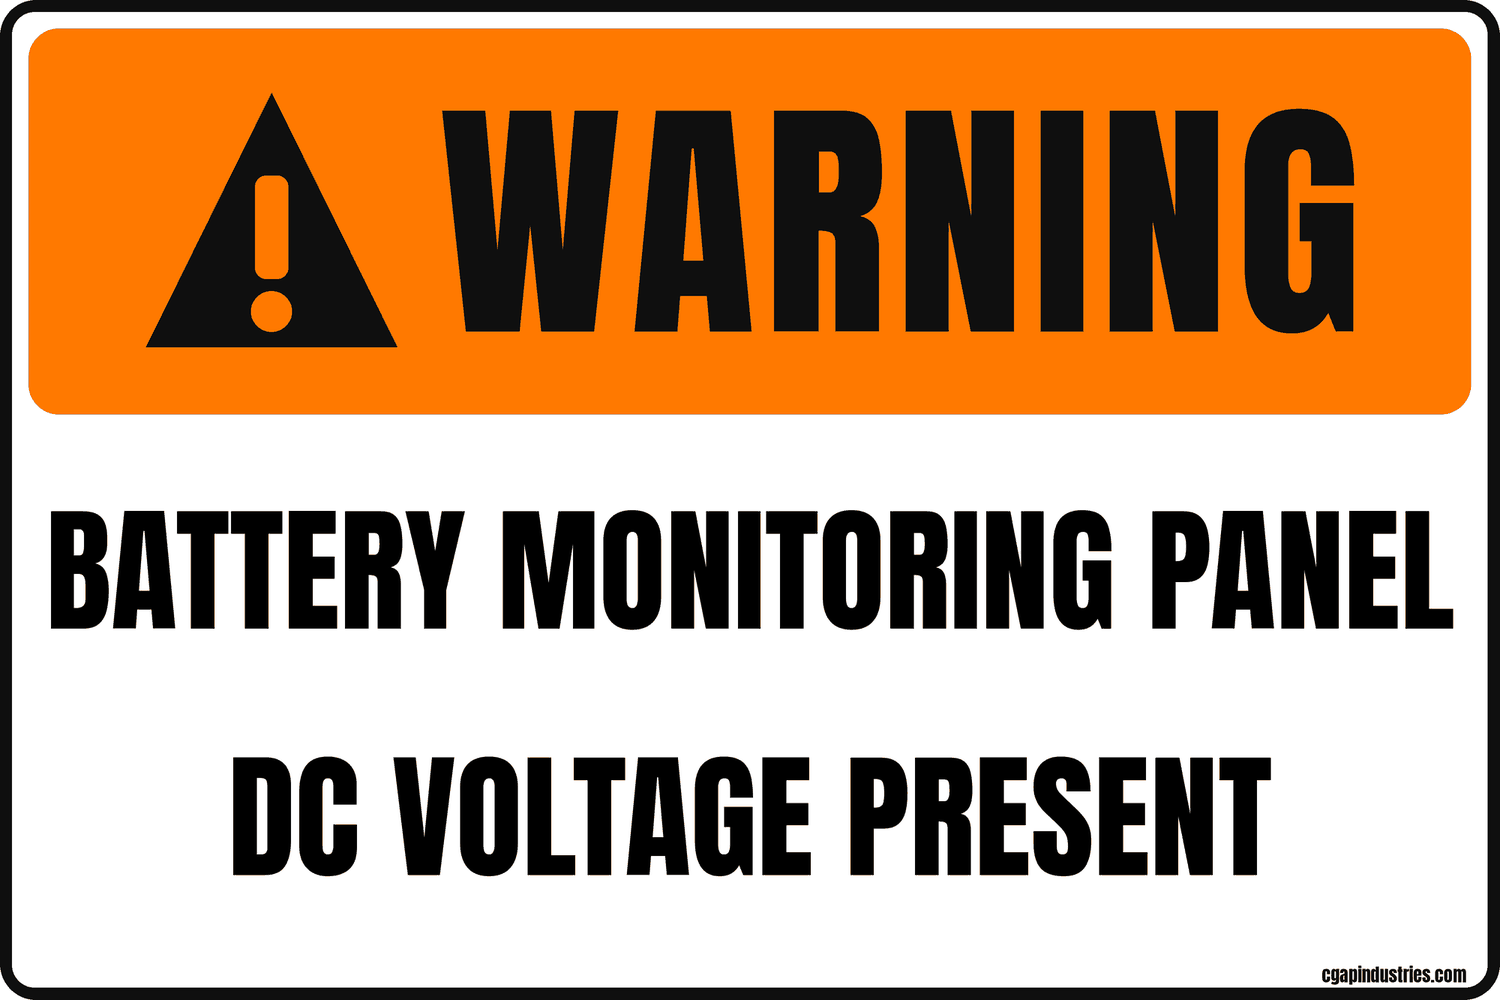 WARNING
BATTERY MONITORING PANEL
DC VOLTAGE PRESENT
cgapindustries.com